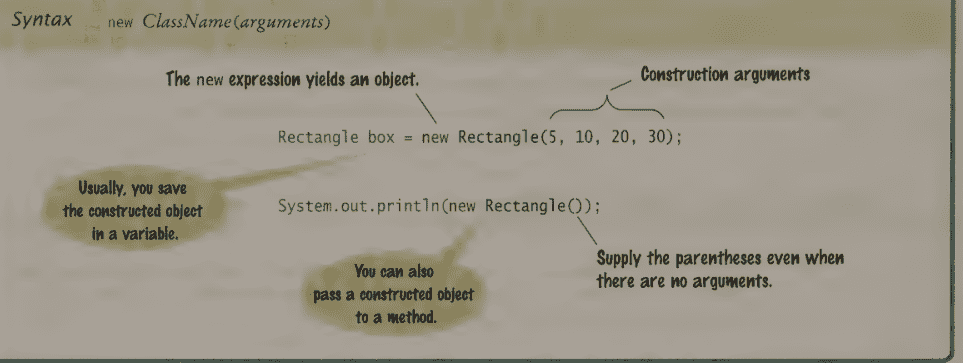 Syntax new ClassName(arguments)
The new expression yields an object.
Construction arguments
Rectangle box = new Rectangle(5, 10, 20, 30);
Usually, you save
the constructed object
in a variable.
System.out.println(new Rectangle());
You can also
pass a constructed object
to a method.
Supply the parentheses even when
there are no arguments.